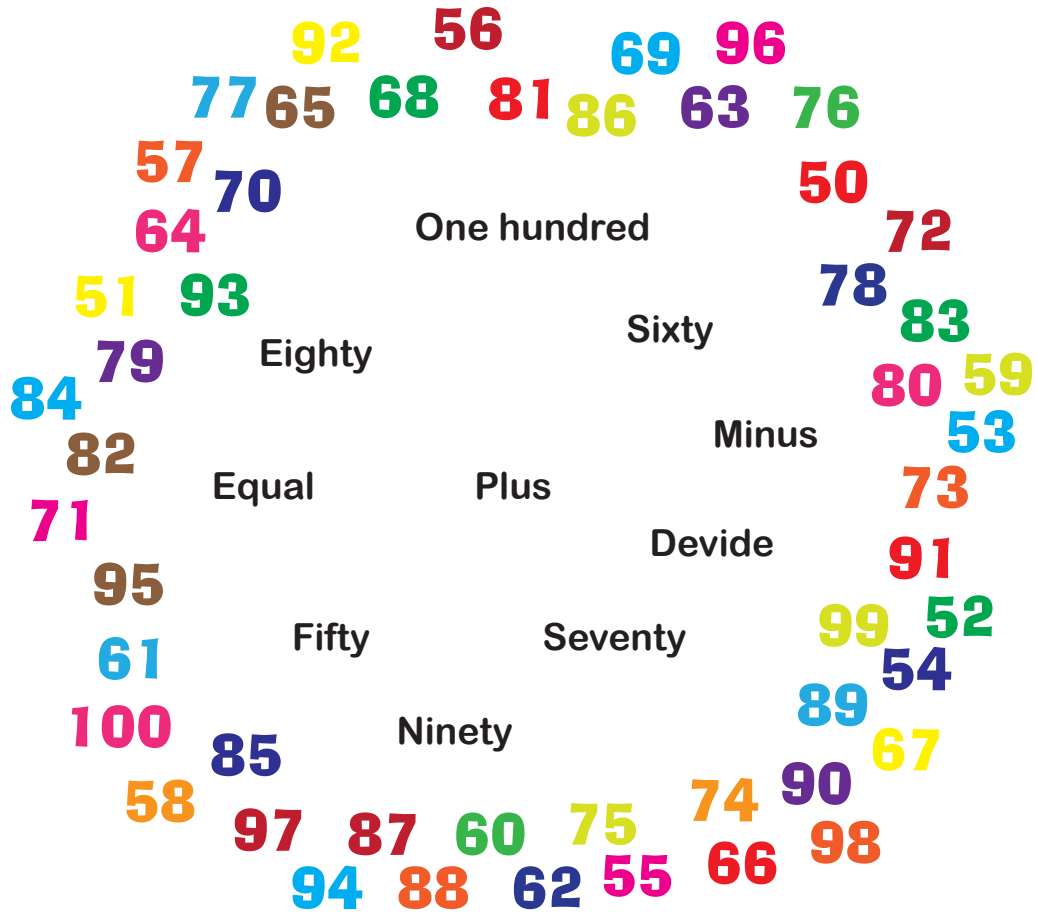 92 56 69 96
77 65 68 81 86 63 76
57 70 50
64 One hundred 72
51 93 78 83
79 Eighty Sixty 59
84 80 53
82 Minus
71 Equal Plus 73
95 Devide 91
61 Fifty Seventy 99 52
54
100 85 Ninety 89 67
58 74 90
97 87 60 75 98
94 88 62 55 66